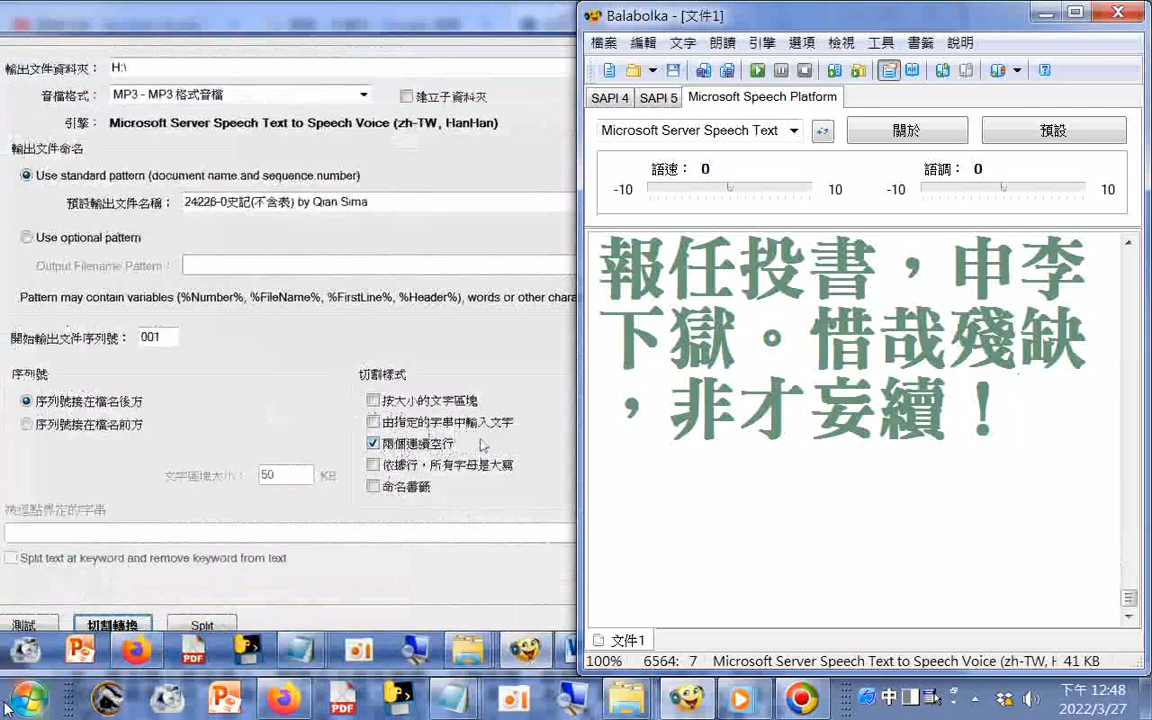 輸出文件資料夾： H:\
音檔格式： MP3 - MP3 格式音檔 建立子資料夾
引擎： Microsoft Server Speech Text to Speech Voice (zh-TW, HanHan)
輸出文件命名
Use standard pattern (document name and sequence number)
預設輸出文件名稱： 24226-0史記(不含表) by Qian Sima
Use optional pattern
Output Filename Pattern:
Pattern may contain variables (%Number%, %FileName%, %FirstLine%, %Header%), words or other chara
開始輸出文件序列號： 001
序列號
序列號接在檔名後方
序列號接在檔名前方
切割樣式
按大小的文字區塊
由指定的字串中輸入文字
兩個連續空行
依據行，所有字母是大寫
命名書籤
文字區塊大小： 50 KB
Split text at keyword and remove keyword from text
測試 切割轉換 Split
Balabolka - [文件1]
檔案 編輯 文字 朗讀 引擎 選項 檢視 工具 書籤 說明
SAPI 4 SAPI 5 Microsoft Speech Platform
Microsoft Server Speech Text 關於 預設
語速： 0 語調： 0
-10 10 -10 10
報任投書，申李
下獄。惜哉殘缺
，非才妄續！
文件1
100% 6564: 7 Microsoft Server Speech Text to Speech Voice (zh-TW, H 41 KB
PDF
PDF
中
下午 12:48
2022/3/27